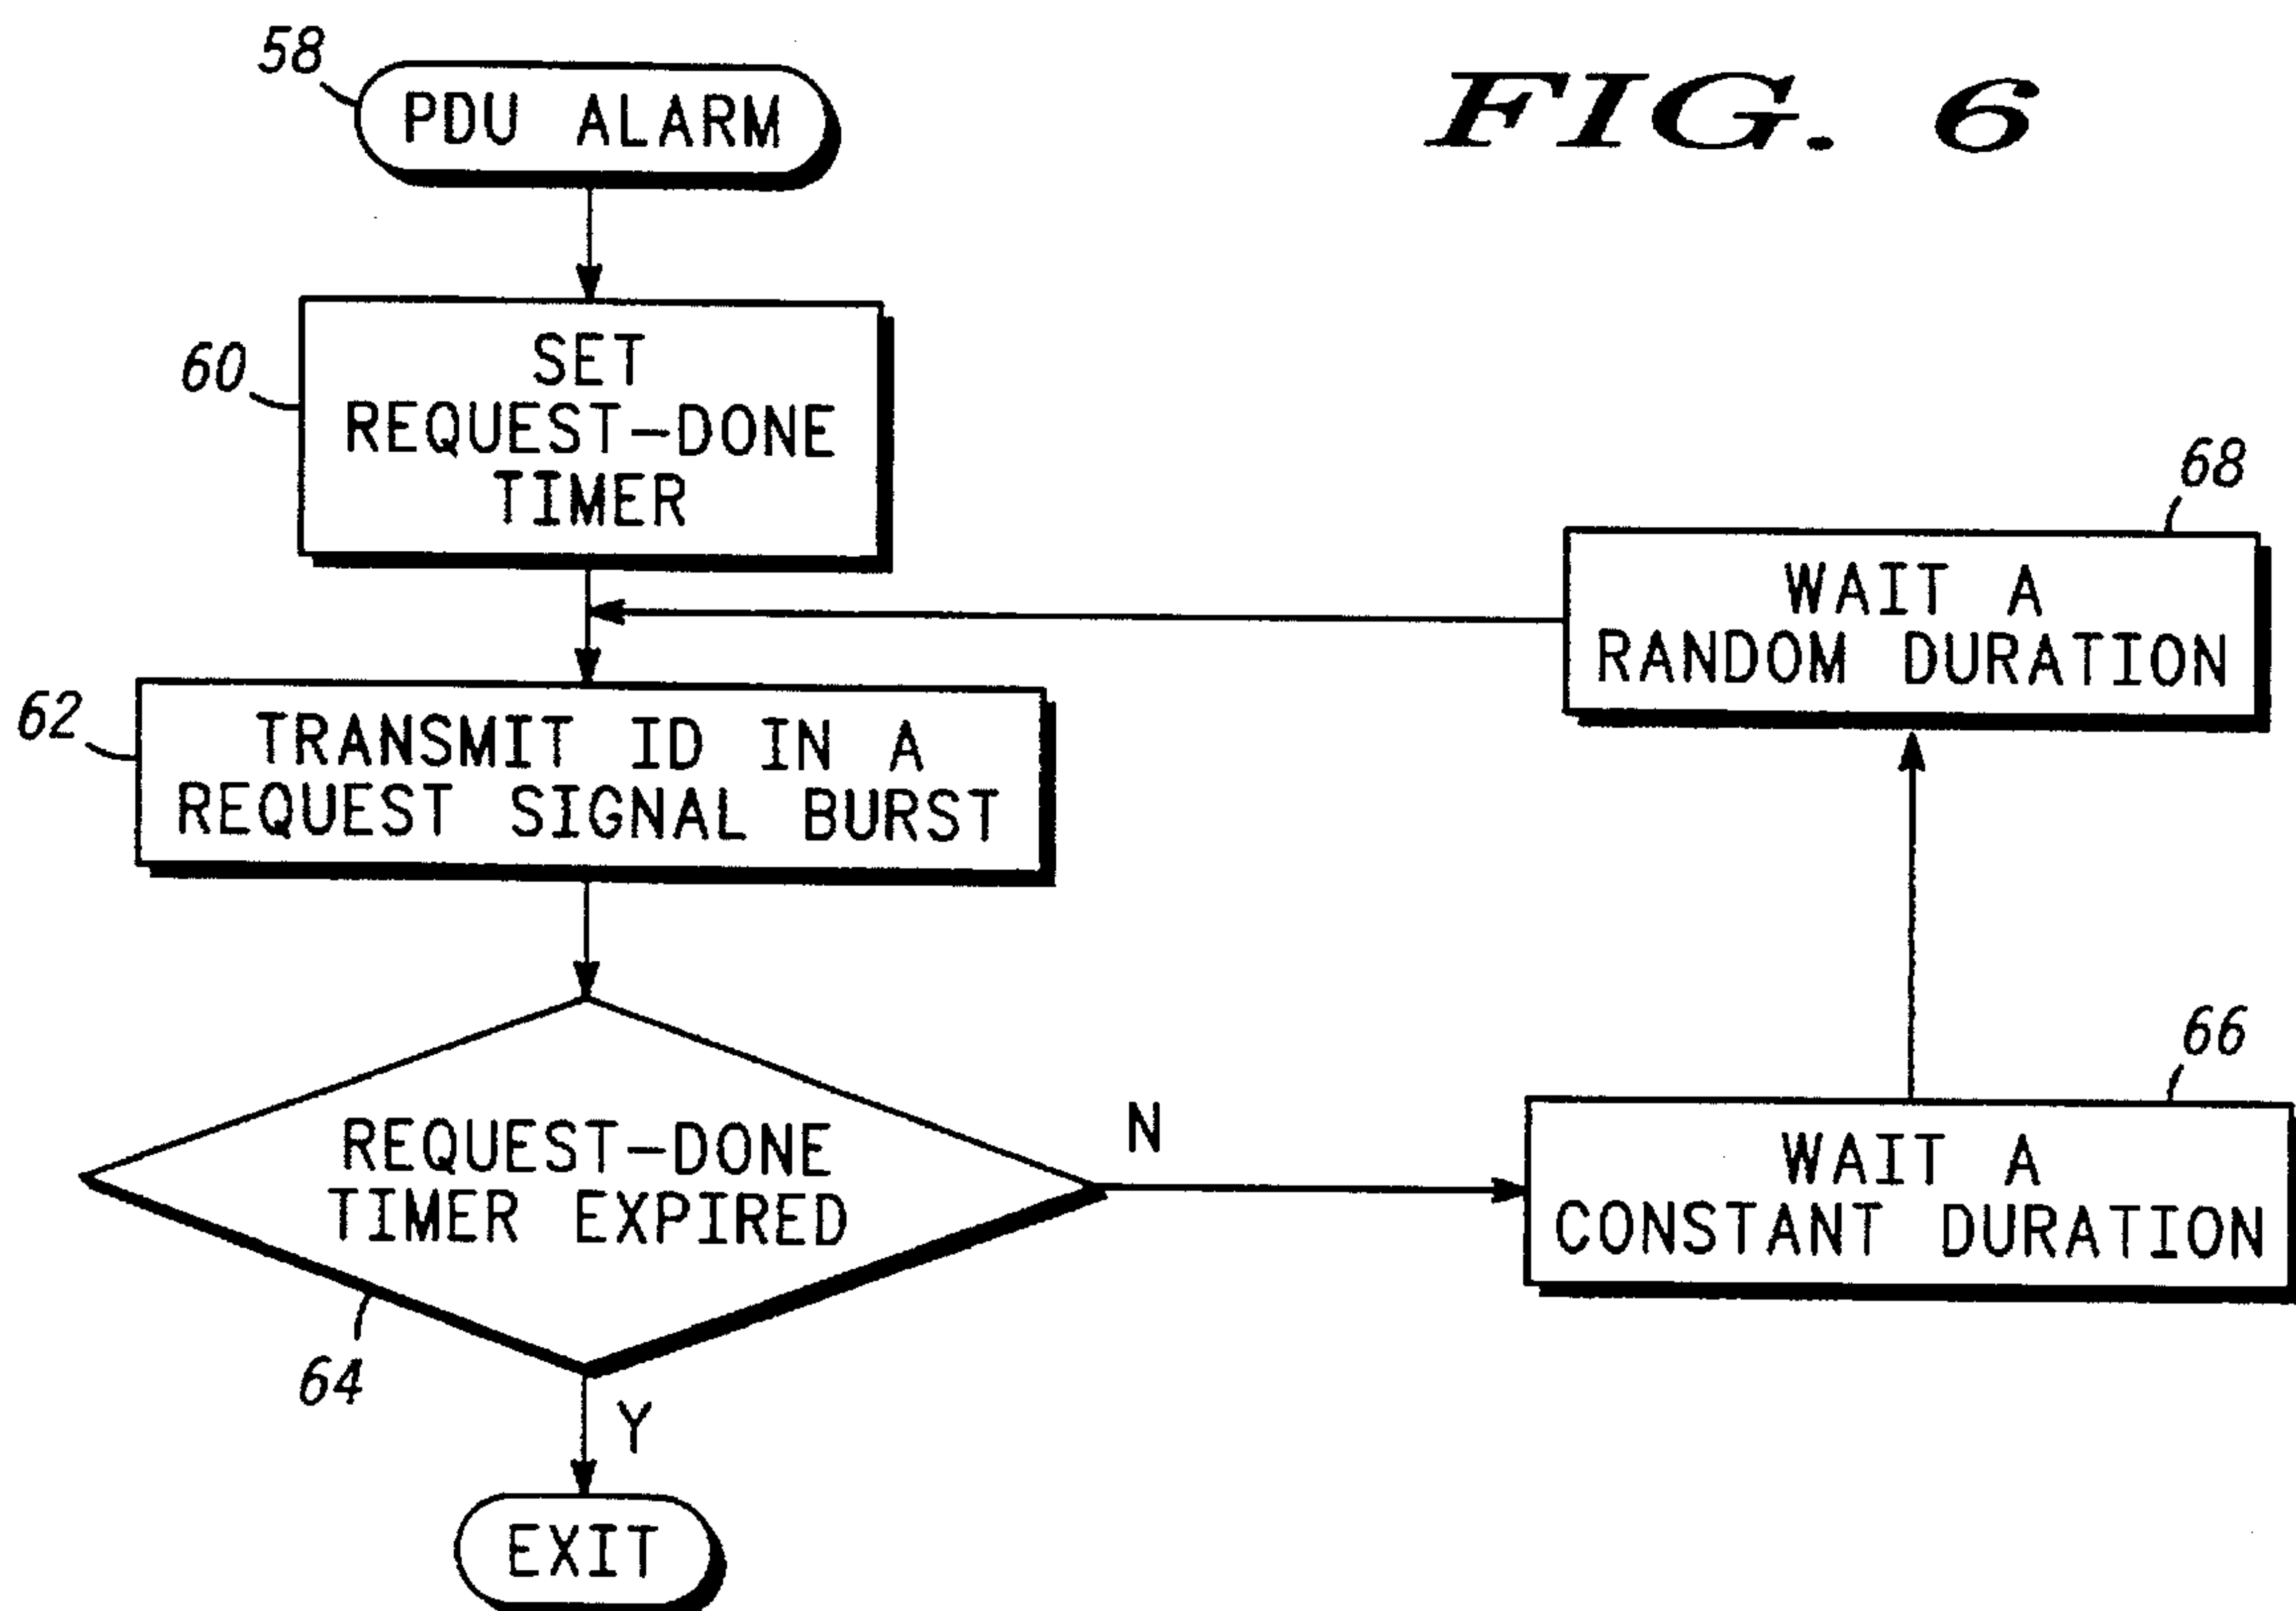 FIG. 6
58
PDU ALARM
60
SET
REQUEST-DONE
TIMER
68
WAIT A
RANDOM DURATION
62
TRANSMIT ID IN A
REQUEST SIGNAL BURST
66
WAIT A
CONSTANT DURATION
REQUEST-DONE
TIMER EXPIRED
N
64
Y
EXIT